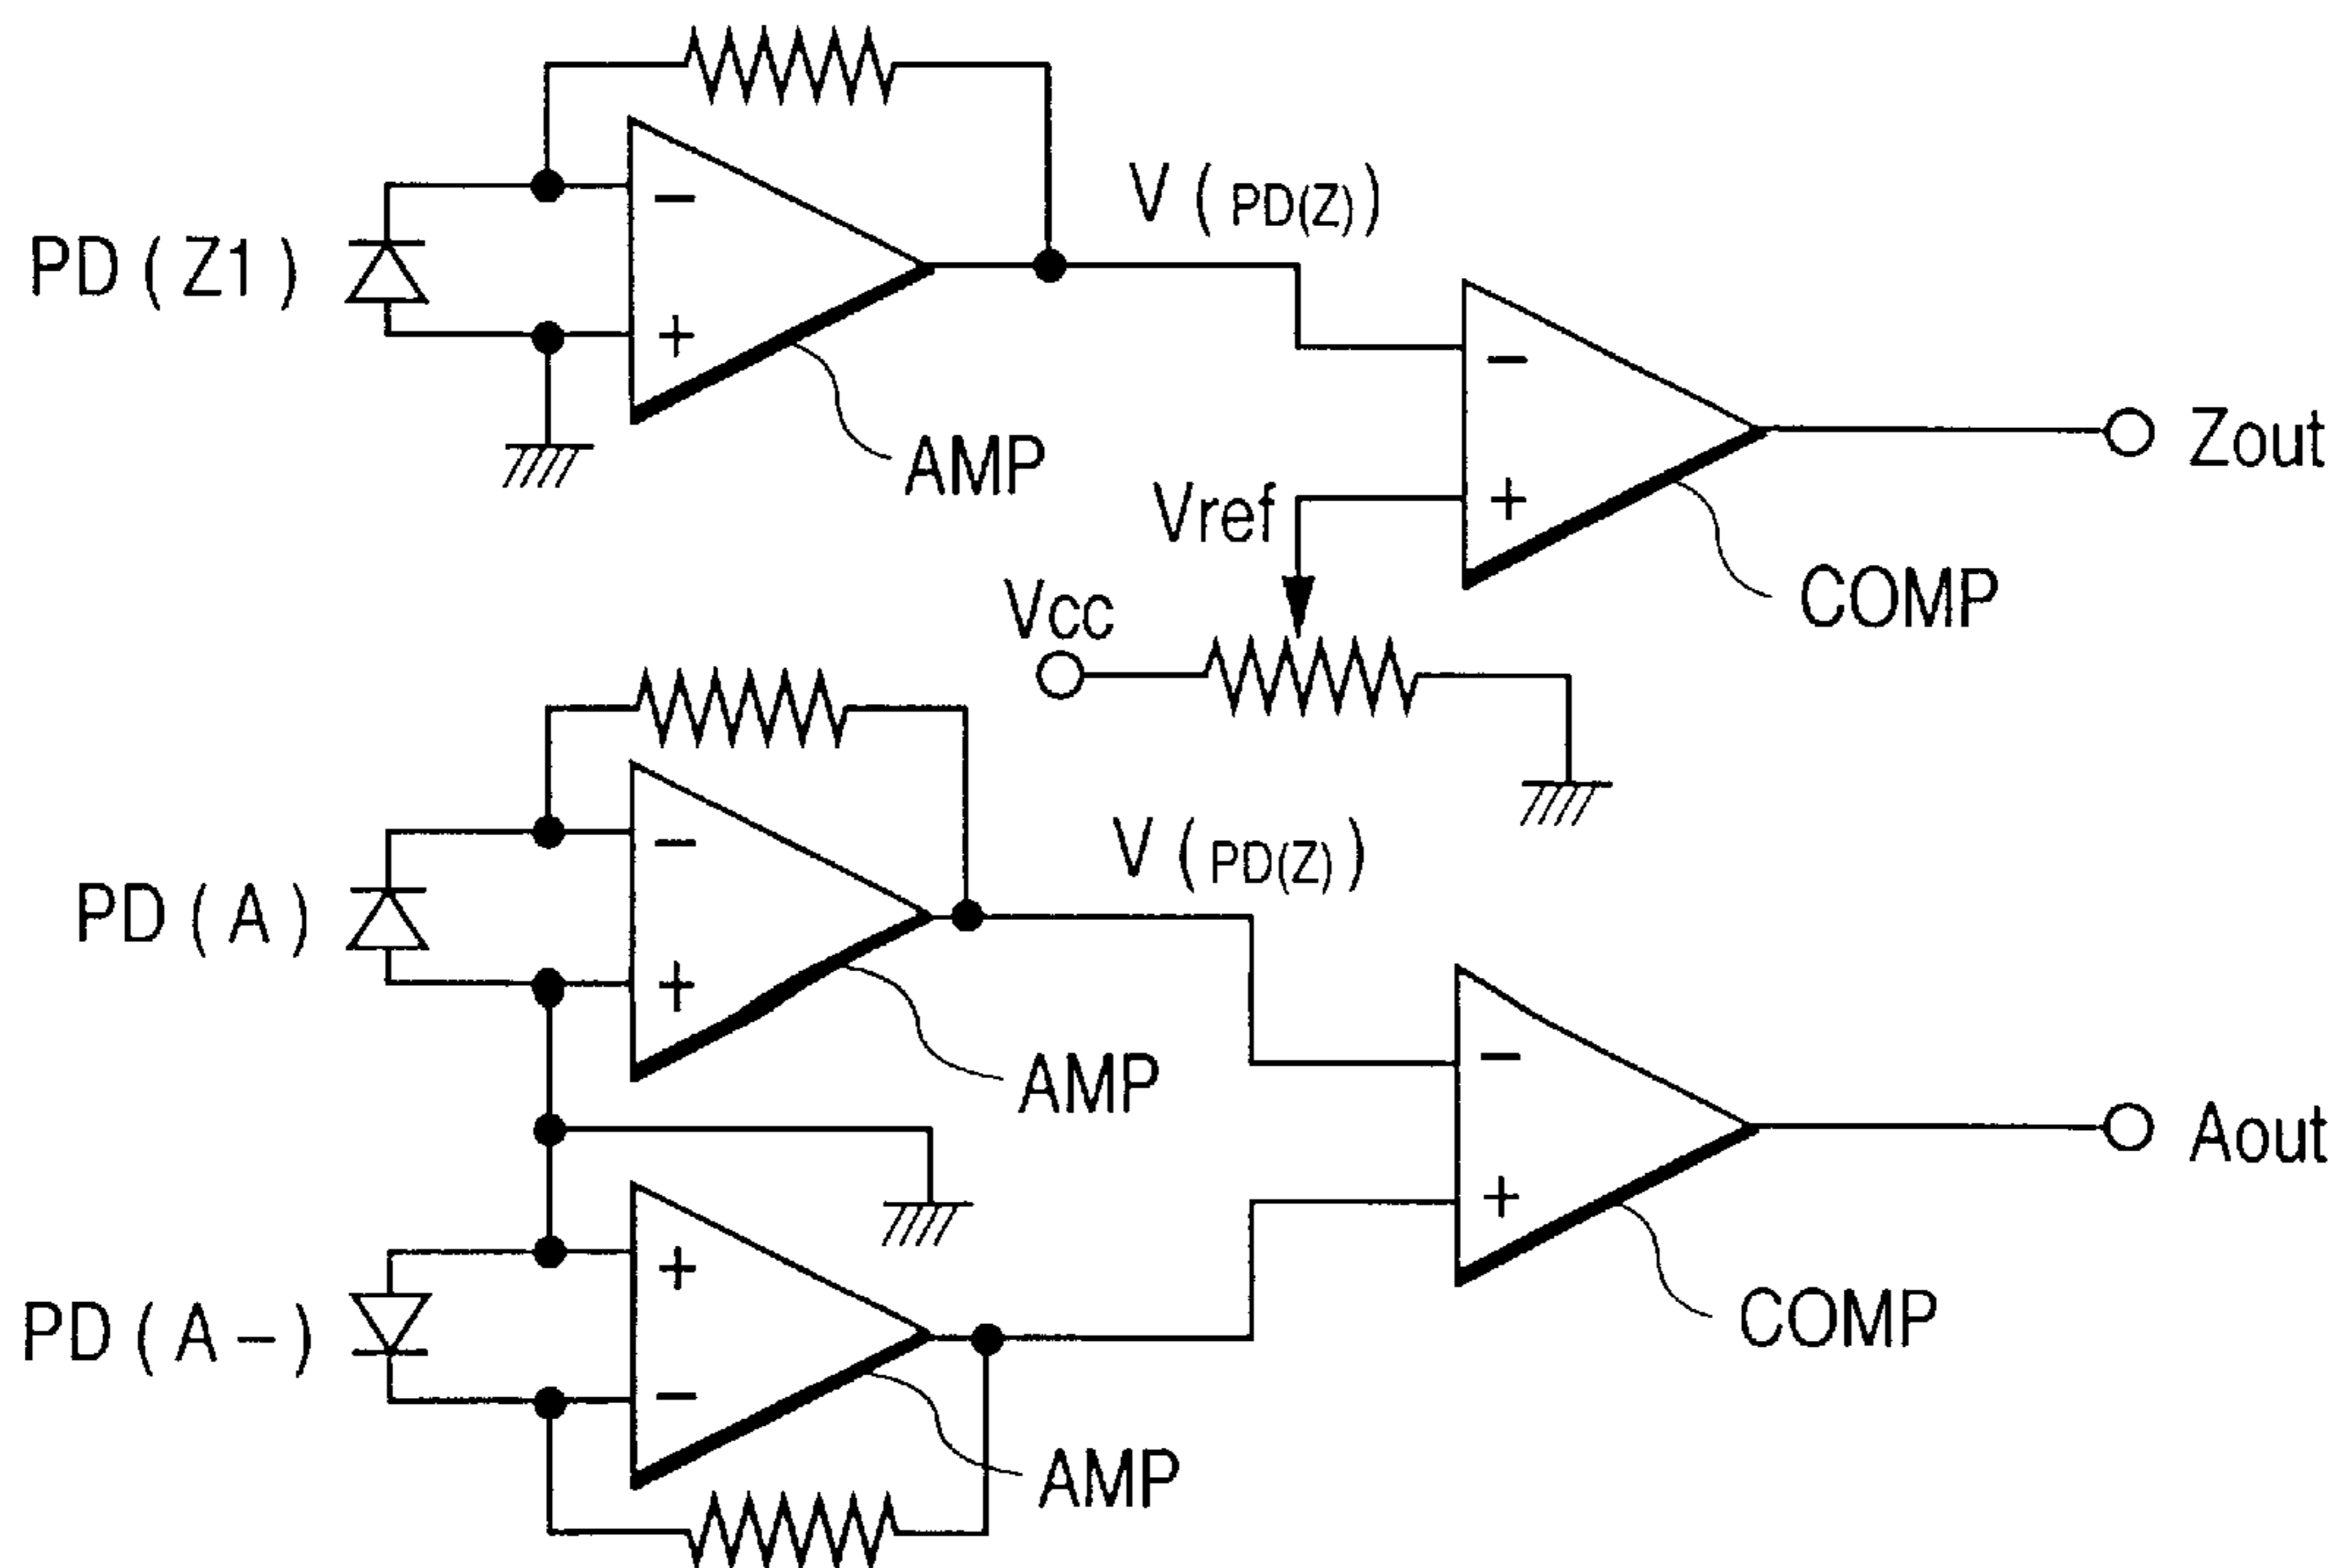 V (PD(Z))
PD(Z1)
−
+
AMP
−
+
Zout
Vref
COMP
Vcc
V (PD(Z))
PD(A)
−
+
AMP
−
+
Aout
COMP
PD(A−)
+
−
AMP